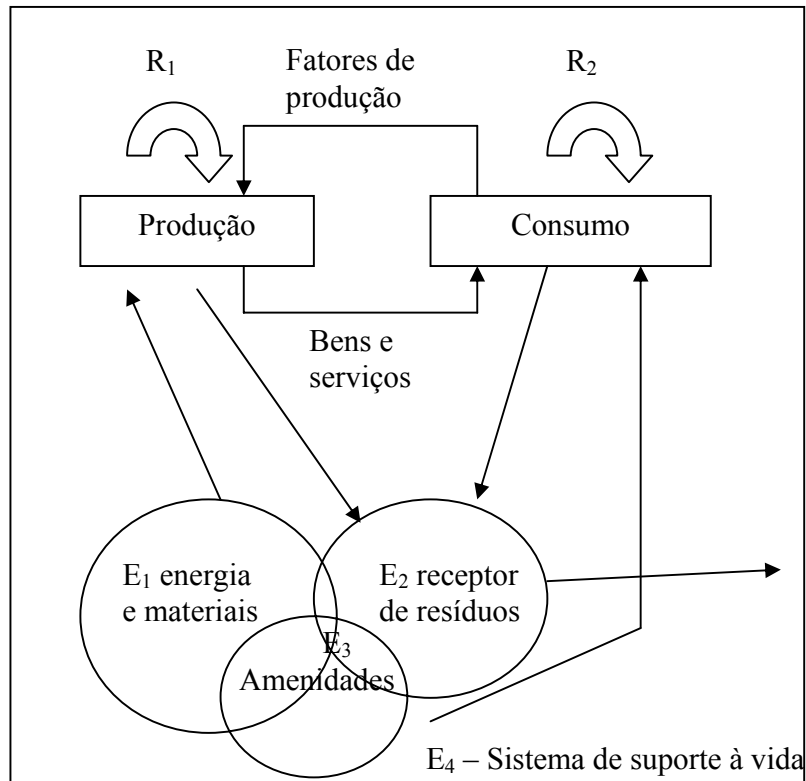 R₁
Fatores de
produção
R₂
Produção
Consumo
Bens e
serviços
E₁ energia
e materiais
E₂ receptor
de resíduos
E₃
Amenidades
E₄ – Sistema de suporte à vida